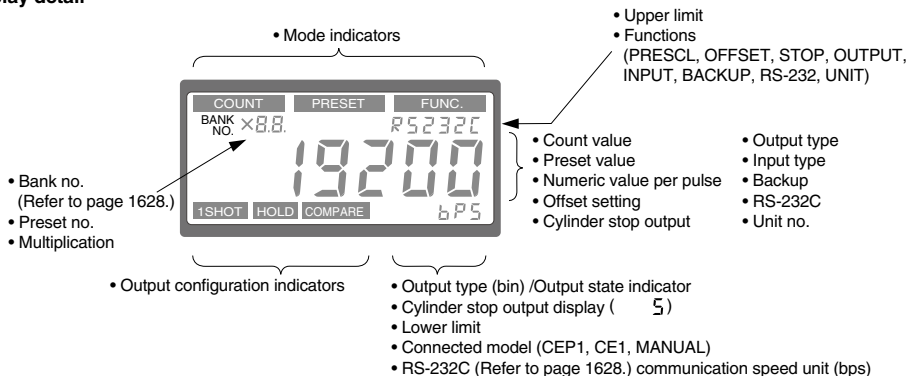 play detail
• Upper limit
• Functions
(PRESCL, OFFSET, STOP, OUTPUT,
INPUT, BACKUP, RS-232, UNIT)
• Mode indicators
COUNT PRESET FUNC.
BANK NO. ×8.8. RS232C
19200
1SHOT HOLD COMPARE bPS
• Count value
• Preset value
• Numeric value per pulse
• Offset setting
• Cylinder stop output
• Output type
• Input type
• Backup
• RS-232C
• Unit no.
• Bank no.
(Refer to page 1628.)
• Preset no.
• Multiplication
• Output configuration indicators
• Output type (bin) /Output state indicator
• Cylinder stop output display ( 5)
• Lower limit
• Connected model (CEP1, CE1, MANUAL)
• RS-232C (Refer to page 1628.) communication speed unit (bps)